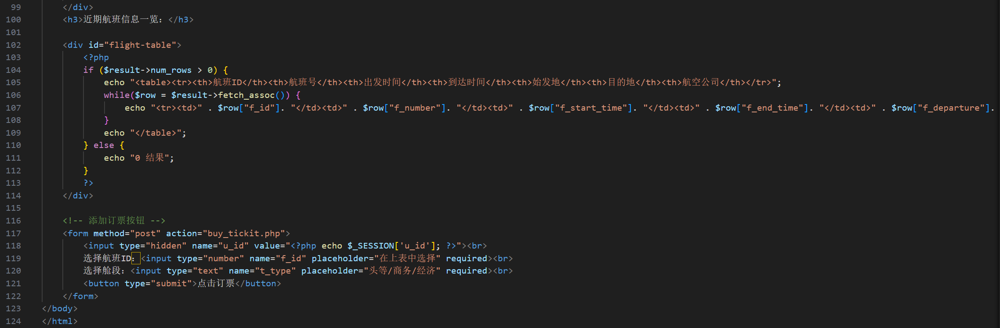 99 </div>
100 <h3>近期航班信息一览：</h3>
101
102 <div id="flight-table">
103 <?php
104 if ($result->num_rows > 0) {
105 echo "<table><tr><th>航班ID</th><th>航班号</th><th>出发时间</th><th>到达时间</th><th>始发地</th><th>目的地</th><th>航空公司</th></tr>";
106 while($row = $result->fetch_assoc()) {
107 echo "<tr><td>" . $row["f_id"]. "</td><td>" . $row["f_number"]. "</td><td>" . $row["f_start_time"]. "</td><td>" . $row["f_end_time"]. "</td><td>" . $row["f_departure"].
108 }
109 echo "</table>";
110 } else {
111 echo "0 结果";
112 }
113 ?>
114 </div>
115
116 <!-- 添加订票按钮 -->
117 <form method="post" action="buy_tickit.php">
118 <input type="hidden" name="u_id" value="<?php echo $_SESSION['u_id']; ?>"><br>
119 选择航班ID：<input type="number" name="f_id" placeholder="在上表中选择" required><br>
120 选择舱段：<input type="text" name="t_type" placeholder="头等/商务/经济" required><br>
121 <button type="submit">点击订票</button>
122 </form>
123 </body>
124 </html>